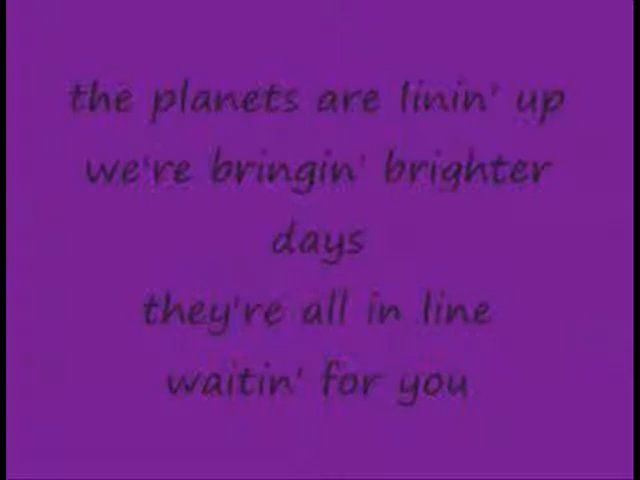 the planets are linin' up
we're bringin' brighter
days
they're all in line
waitin' for you